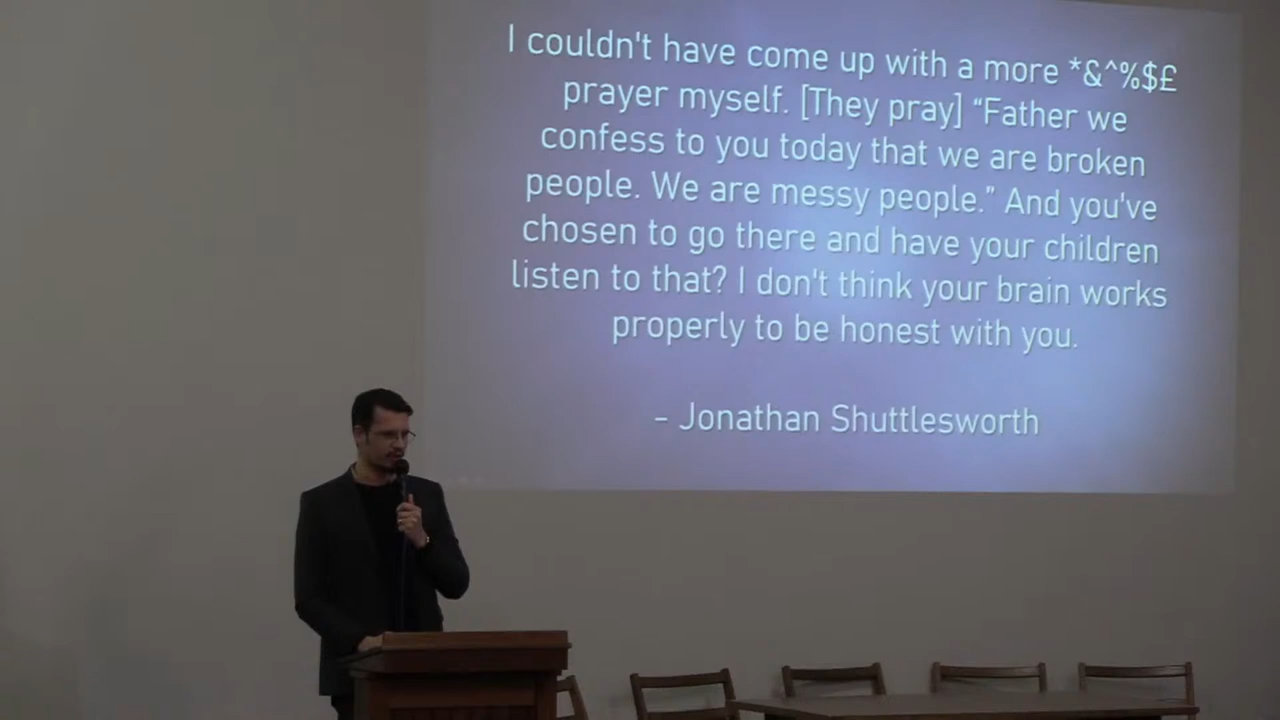 I couldn't have come up with a more *&^%$£
prayer myself. [They pray] “Father we
confess to you today that we are broken
people. We are messy people.” And you've
chosen to go there and have your children
listen to that? I don't think your brain works
properly to be honest with you.
- Jonathan Shuttlesworth